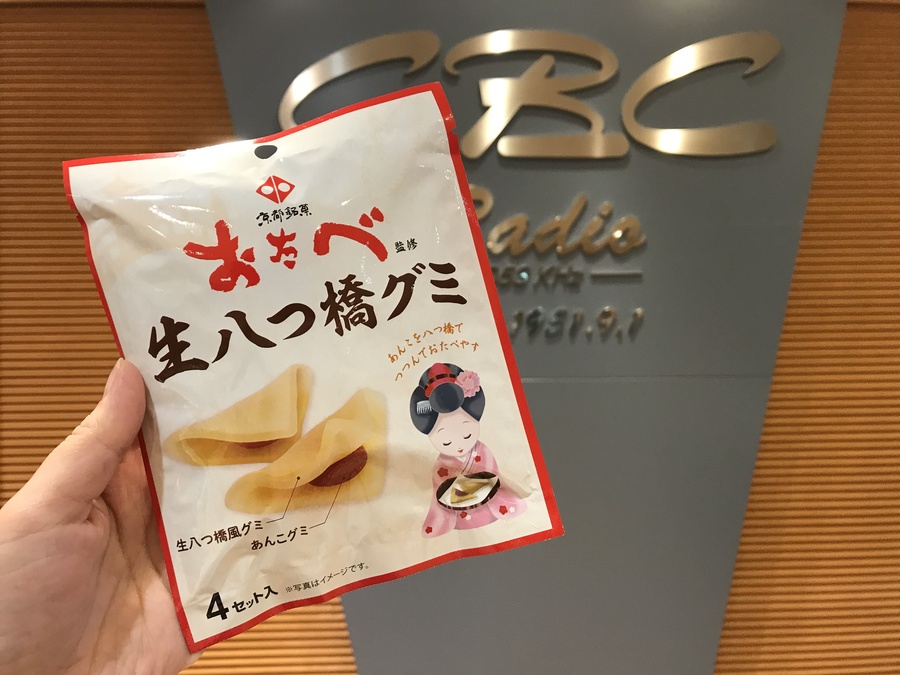 CBC
Radio
KHz
1951.9.1
京都銘菓
おたべ
監修
生八つ橋グミ
あんこを八つ橋で
つつんでおたべやす
生八つ橋風グミ
あんこグミ
4セット入
※写真はイメージです。